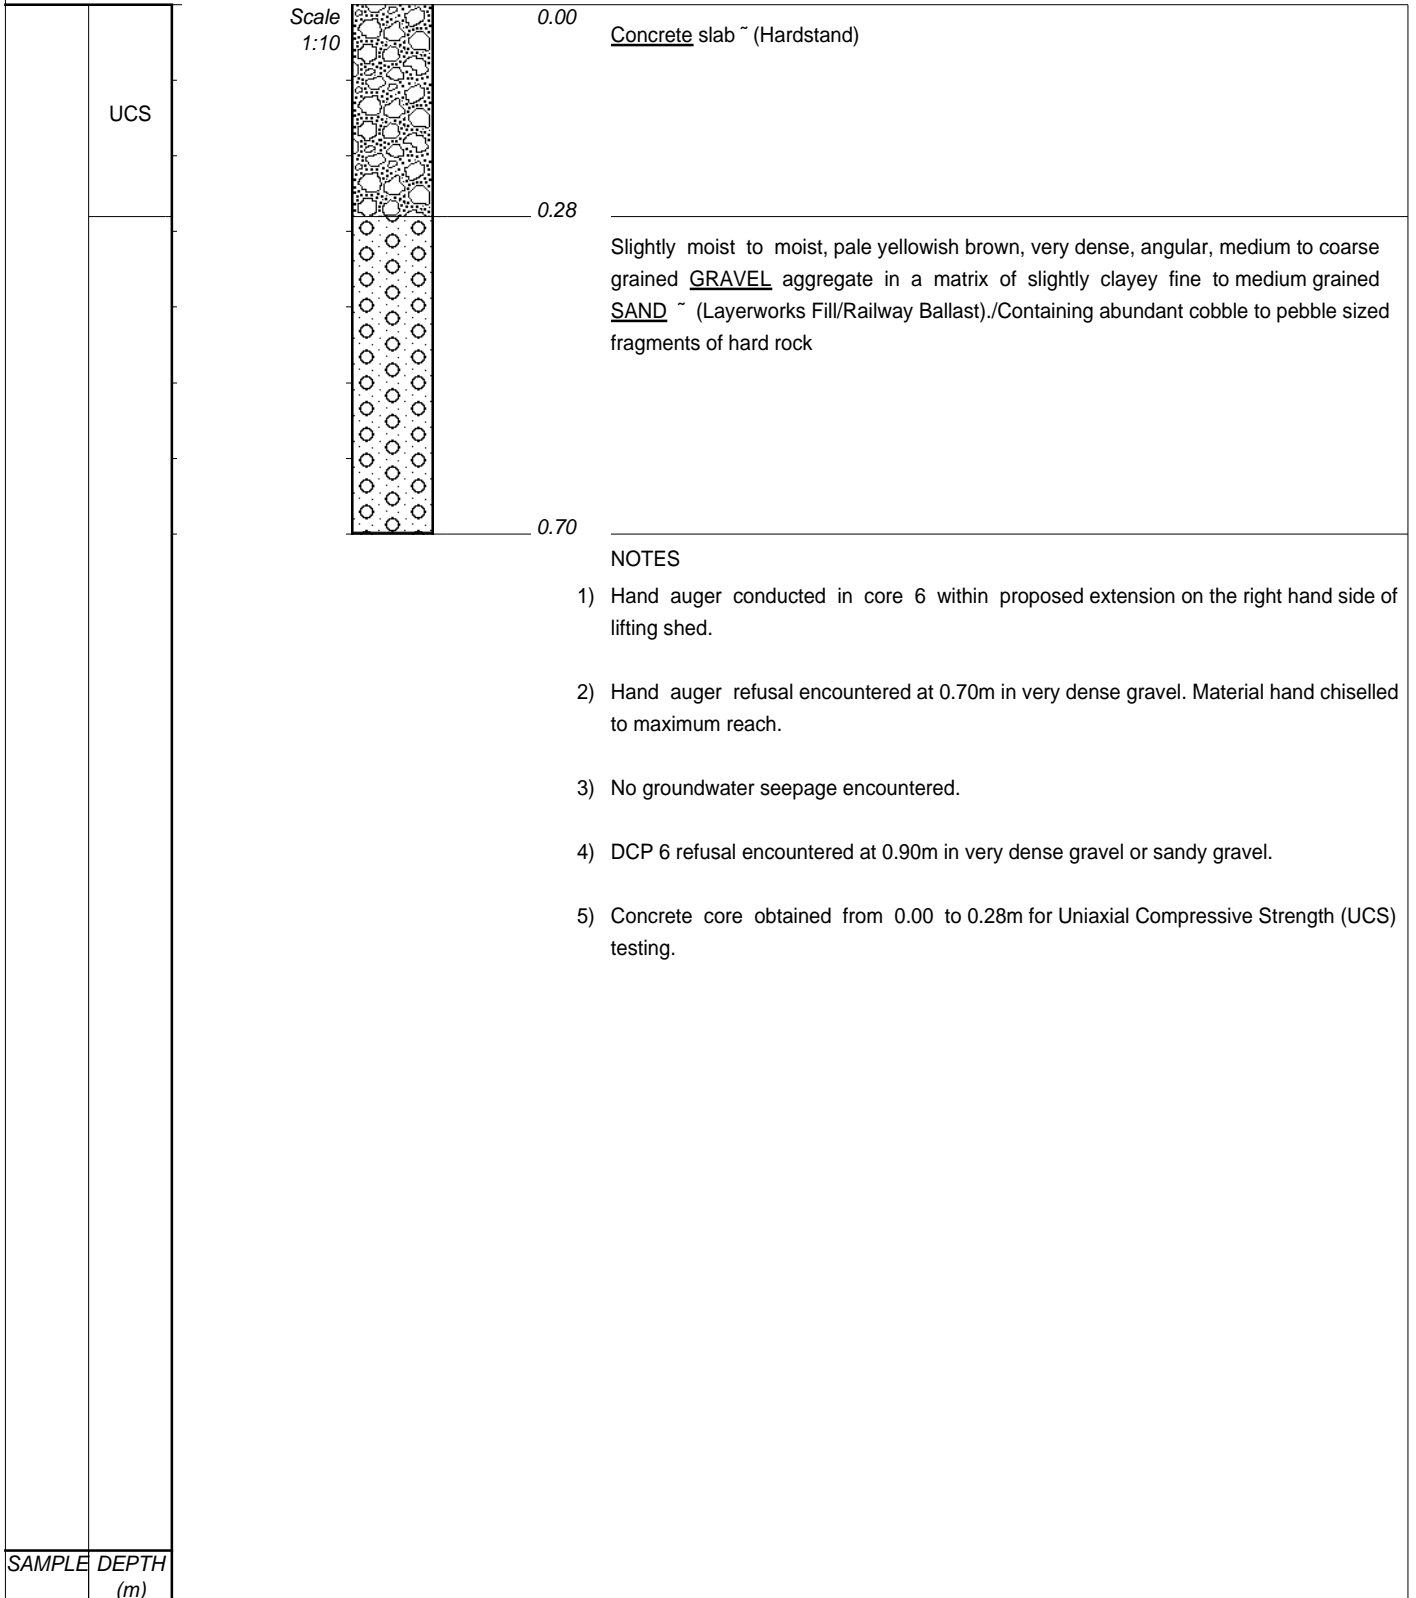 Scale
1:10
0.00
Concrete slab ˜ (Hardstand)
UCS
0.28
Slightly moist to moist, pale yellowish brown, very dense, angular, medium to coarse
grained GRAVEL aggregate in a matrix of slightly clayey fine to medium grained
SAND ˜ (Layerworks Fill/Railway Ballast)./Containing abundant cobble to pebble sized
fragments of hard rock
0.70
NOTES
1) Hand auger conducted in core 6 within proposed extension on the right hand side of
lifting shed.
2) Hand auger refusal encountered at 0.70m in very dense gravel. Material hand chiselled
to maximum reach.
3) No groundwater seepage encountered.
4) DCP 6 refusal encountered at 0.90m in very dense gravel or sandy gravel.
5) Concrete core obtained from 0.00 to 0.28m for Uniaxial Compressive Strength (UCS)
testing.
SAMPLE DEPTH
(m)